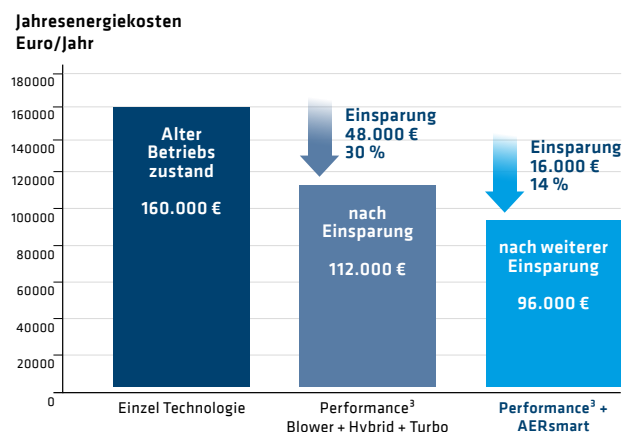 Jahresenergiekosten
Euro/Jahr
180000
160000
140000
120000
100000
80000
60000
40000
20000
0
Alter
Betriebs
zustand
160.000 €
Einsparung
48.000 €
30 %
nach
Einsparung
112.000 €
Einsparung
16.000 €
14 %
nach weiterer
Einsparung
96.000 €
Einzel Technologie
Performance³
Blower + Hybrid + Turbo
Performance³ +
AERsmart